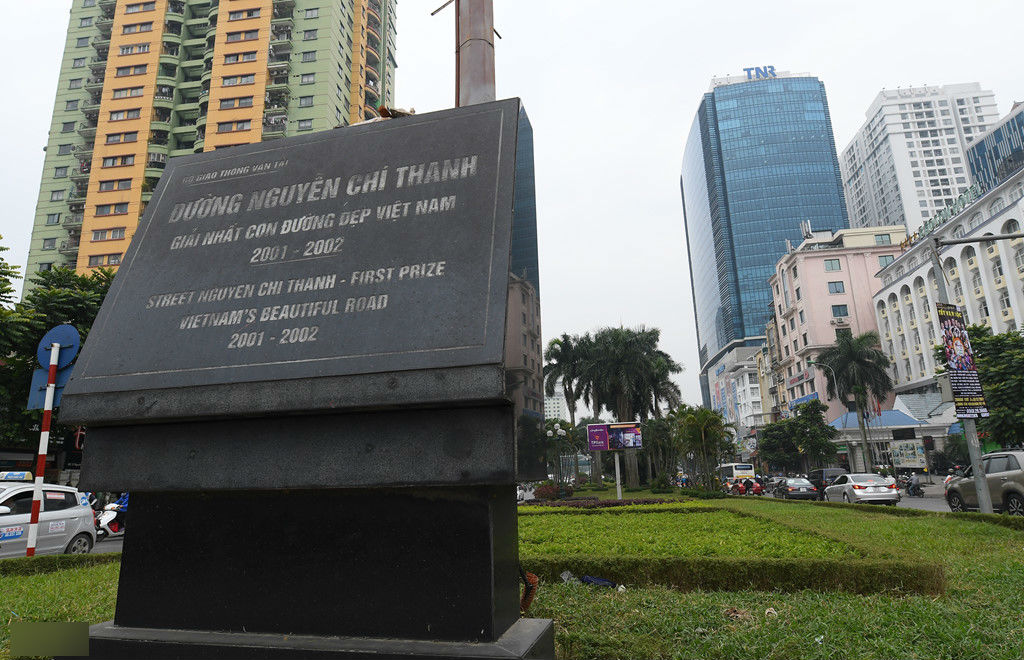 BỘ GIAO THÔNG VẬN TẢI
ĐƯỜNG NGUYỄN CHÍ THANH
GIẢI NHẤT CON ĐƯỜNG ĐẸP VIỆT NAM
2001 - 2002
STREET NGUYEN CHI THANH - FIRST PRIZE
VIETNAM'S BEAUTIFUL ROAD
2001 - 2002
TNR